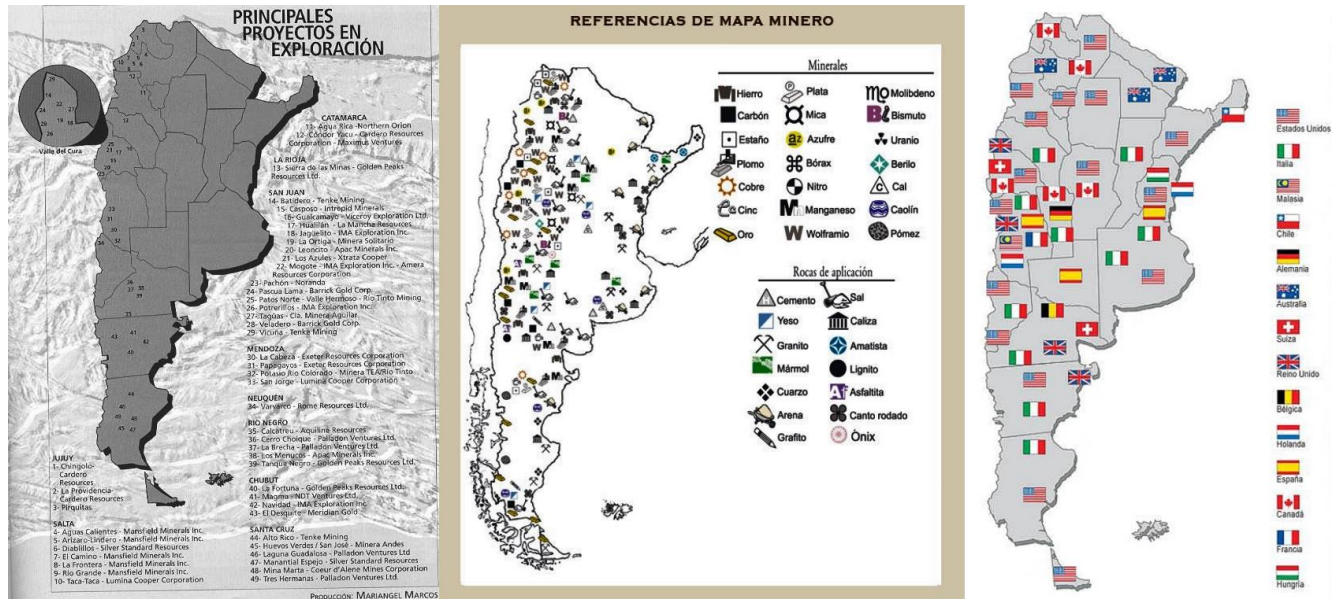 PRINCIPALES
PROYECTOS EN
EXPLORACIÓN
Valle del Cura
CATAMARCA
11- Agua Rica -Northern Orion
12- Cóndor Yacu - Cardero Resources
Corporation - Maximus Ventures
LA RIOJA
13- Sierra de las Minas - Golden Peaks
Resources Ltd.
SAN JUAN
14- Batidero - Tenke Mining
15- Casposo - Intrepid Minerals
16- Gualcamayo - Viceroy Exploration Ltd.
17- Hualilán - La Mancha Resources
18- Jagüelito - IMA Exploration Inc.
19- La Ortiga - Minera Solitario
20- Leoncito - Apac Minerals Inc.
21- Los Azules - Xtrata Cooper
22- Mogote - IMA Exploration Inc. - Amera
Resources Corporation
23- Pachón - Noranda
24- Pascua Lama - Barrick Gold Corp.
25- Patos Norte - Valle Hermoso - Río Tinto Mining
26- Potrerillos - IMA Exploration Inc.
27- Taguas - Cía. Minera Aguilar
28- Veladero - Barrick Gold Corp.
29- Vicuña - Tenke Mining
MENDOZA
30- La Cabeza - Exeter Resources Corporation
31- Papagayos - Exeter Resources Corporation
32- Potasio Río Colorado - Minera TEA/Río Tinto
33- San Jorge - Lumina Cooper Corporation
NEUQUÉN
34- Varvarco - Rome Resources Ltd.
RIO NEGRO
35- Calcatreu - Aquiline Resources
36- Cerro Choique - Palladon Ventures Ltd.
37- La Brecha - Palladon Ventures Ltd.
38- Los Menucos - Apac Minerals Inc.
39- Tanque Negro - Golden Peaks Resources Ltd.
CHUBUT
40- La Fortuna - Golden Peaks Resources Ltd.
41- Magma - NDT Ventures Ltd.
42- Navidad - IMA Exploration Inc.
43- El Desquite - Meridian Gold
SANTA CRUZ
44- Alto Rico - Tenke Mining
45- Huevos Verdes / San José - Minera Andes
46- Laguna Guadalosa - Palladon Ventures Ltd
47- Manantial Espejo - Silver Standard Resources
48- Mina Marta - Coeur d'Alene Mines Corporation
49- Tres Hermanas - Palladon Ventures Ltd.
JUJUY
1- Chingolo-
Cardero
Resources
2- La Providencia-
Cardero Resources
3- Pirquitas
SALTA
4- Aguas Calientes - Mansfield Minerals Inc.
5- Arizaro-Lindero - Mansfield Minerals Inc.
6- Diablillos - Silver Standard Resources
7- El Camino - Mansfield Minerals Inc.
8- La Frontera - Mansfield Minerals Inc.
9- Río Grande - Mansfield Minerals Inc.
10- Taca-Taca - Lumina Cooper Corporation
PRODUCCIÓN: MARIANGEL MARCOS
REFERENCIAS DE MAPA MINERO
Minerales
Hierro
Plata
Molibdeno
Carbón
Mica
Bismuto
Estaño
Azufre
Uranio
Plomo
Bórax
Berilo
Cobre
Nitro
Cal
Cinc
Manganeso
Caolín
Oro
Wolframio
Pómez
Rocas de aplicación
Cemento
Sal
Yeso
Caliza
Granito
Amatista
Mármol
Lignito
Cuarzo
Asfaltita
Arena
Canto rodado
Grafito
Ónix
Estados Unidos
Italia
Malasia
Chile
Alemania
Australia
Suiza
Reino Unido
Bélgica
Holanda
España
Canadá
Francia
Hungría